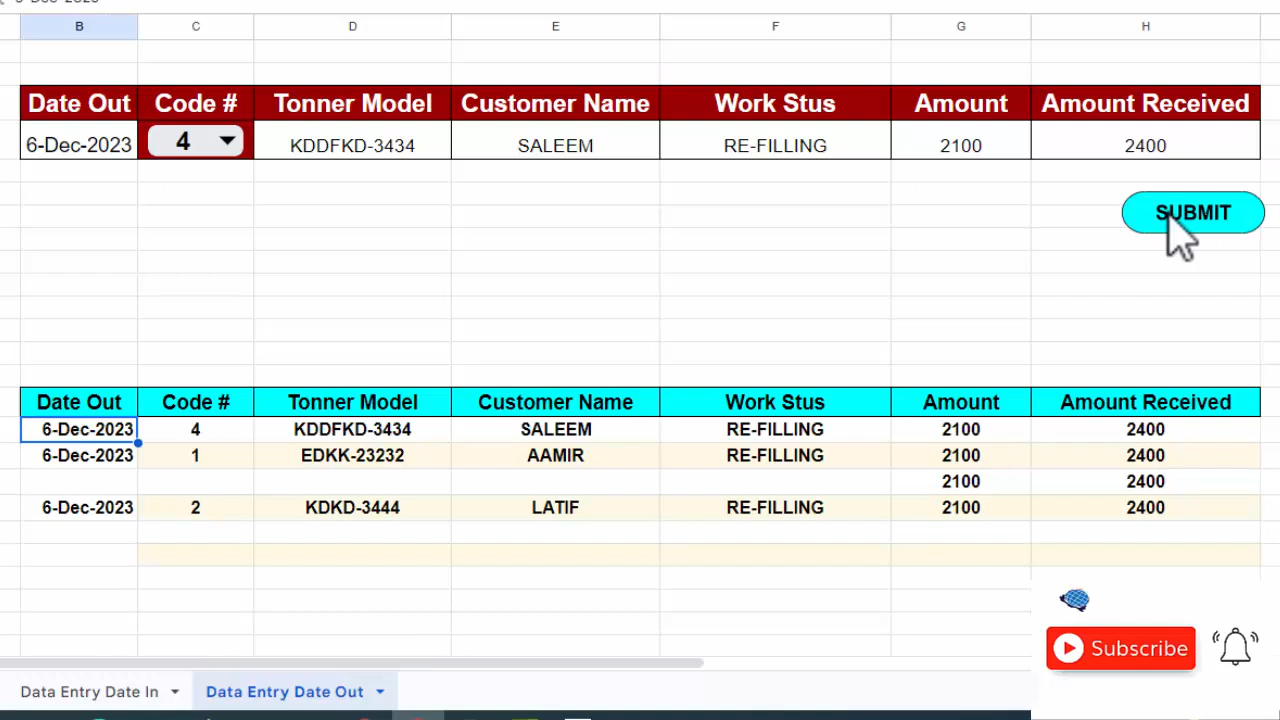 B C D E F G H
Date Out Code # Tonner Model Customer Name Work Stus Amount Amount Received
6-Dec-2023 4 KDDFKD-3434 SALEEM RE-FILLING 2100 2400
SUBMIT
Date Out Code # Tonner Model Customer Name Work Stus Amount Amount Received
6-Dec-2023 4 KDDFKD-3434 SALEEM RE-FILLING 2100 2400
6-Dec-2023 1 EDKK-23232 AAMIR RE-FILLING 2100 2400
2100 2400
6-Dec-2023 2 KDKD-3444 LATIF RE-FILLING 2100 2400
Subscribe
Data Entry Date In Data Entry Date Out